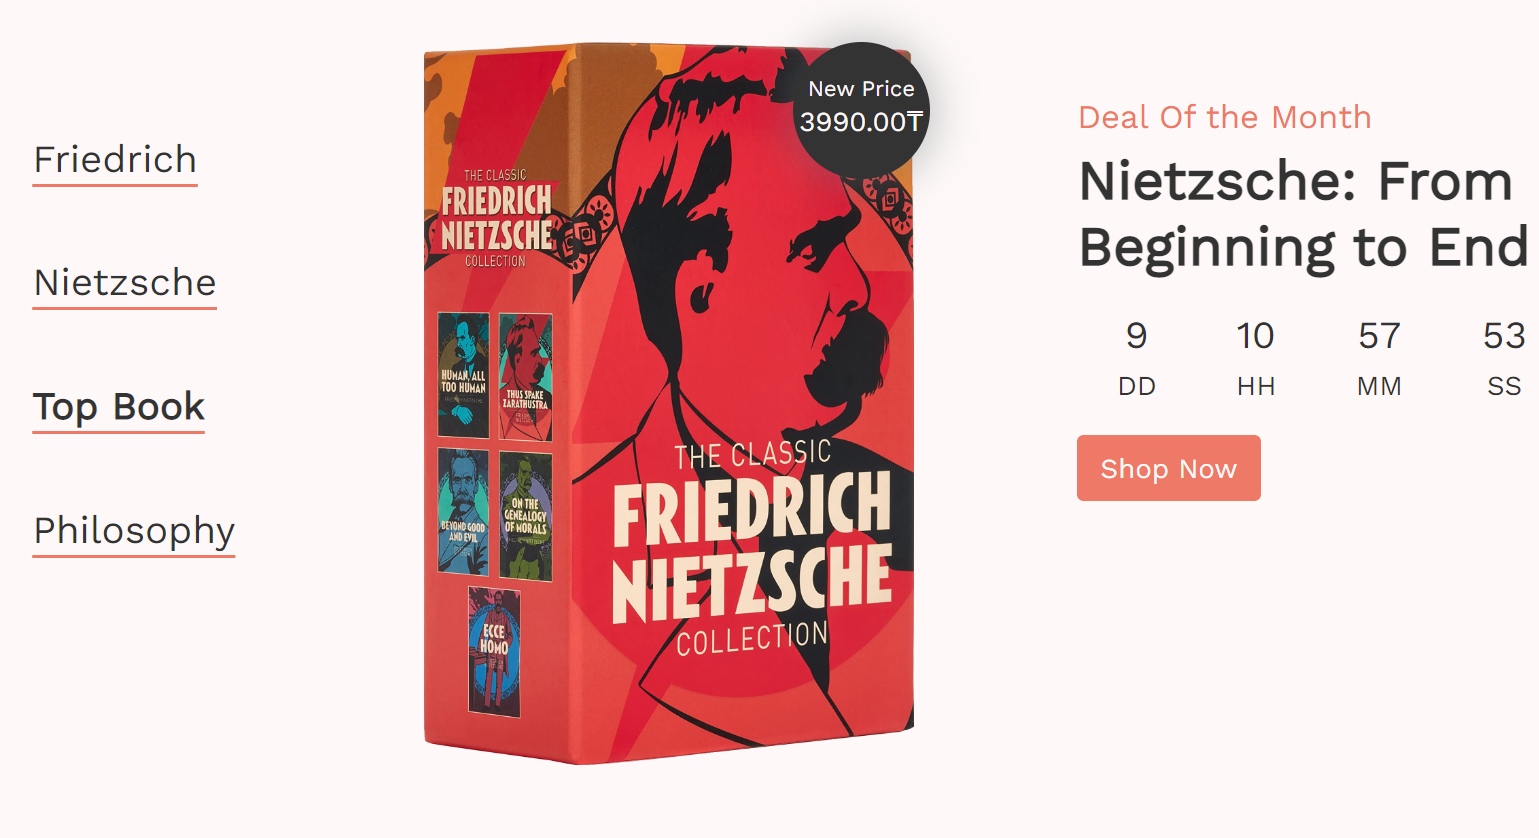 Friedrich
Nietzsche
Top Book
Philosophy
THE CLASSIC
FRIEDRICH
NIETZSCHE
COLLECTION
HUMAN, ALL
TOO HUMAN
THUS SPAKE
ZARATHUSTRA
BEYOND GOOD
AND EVIL
ON THE
GENEALOGY
OF MORALS
ECCE
HOMO
New Price
3990.00₸
THE CLASSIC
FRIEDRICH
NIETZSCHE
COLLECTION
Deal Of the Month
Nietzsche: From
Beginning to End
9 10 57 53
DD HH MM SS
Shop Now